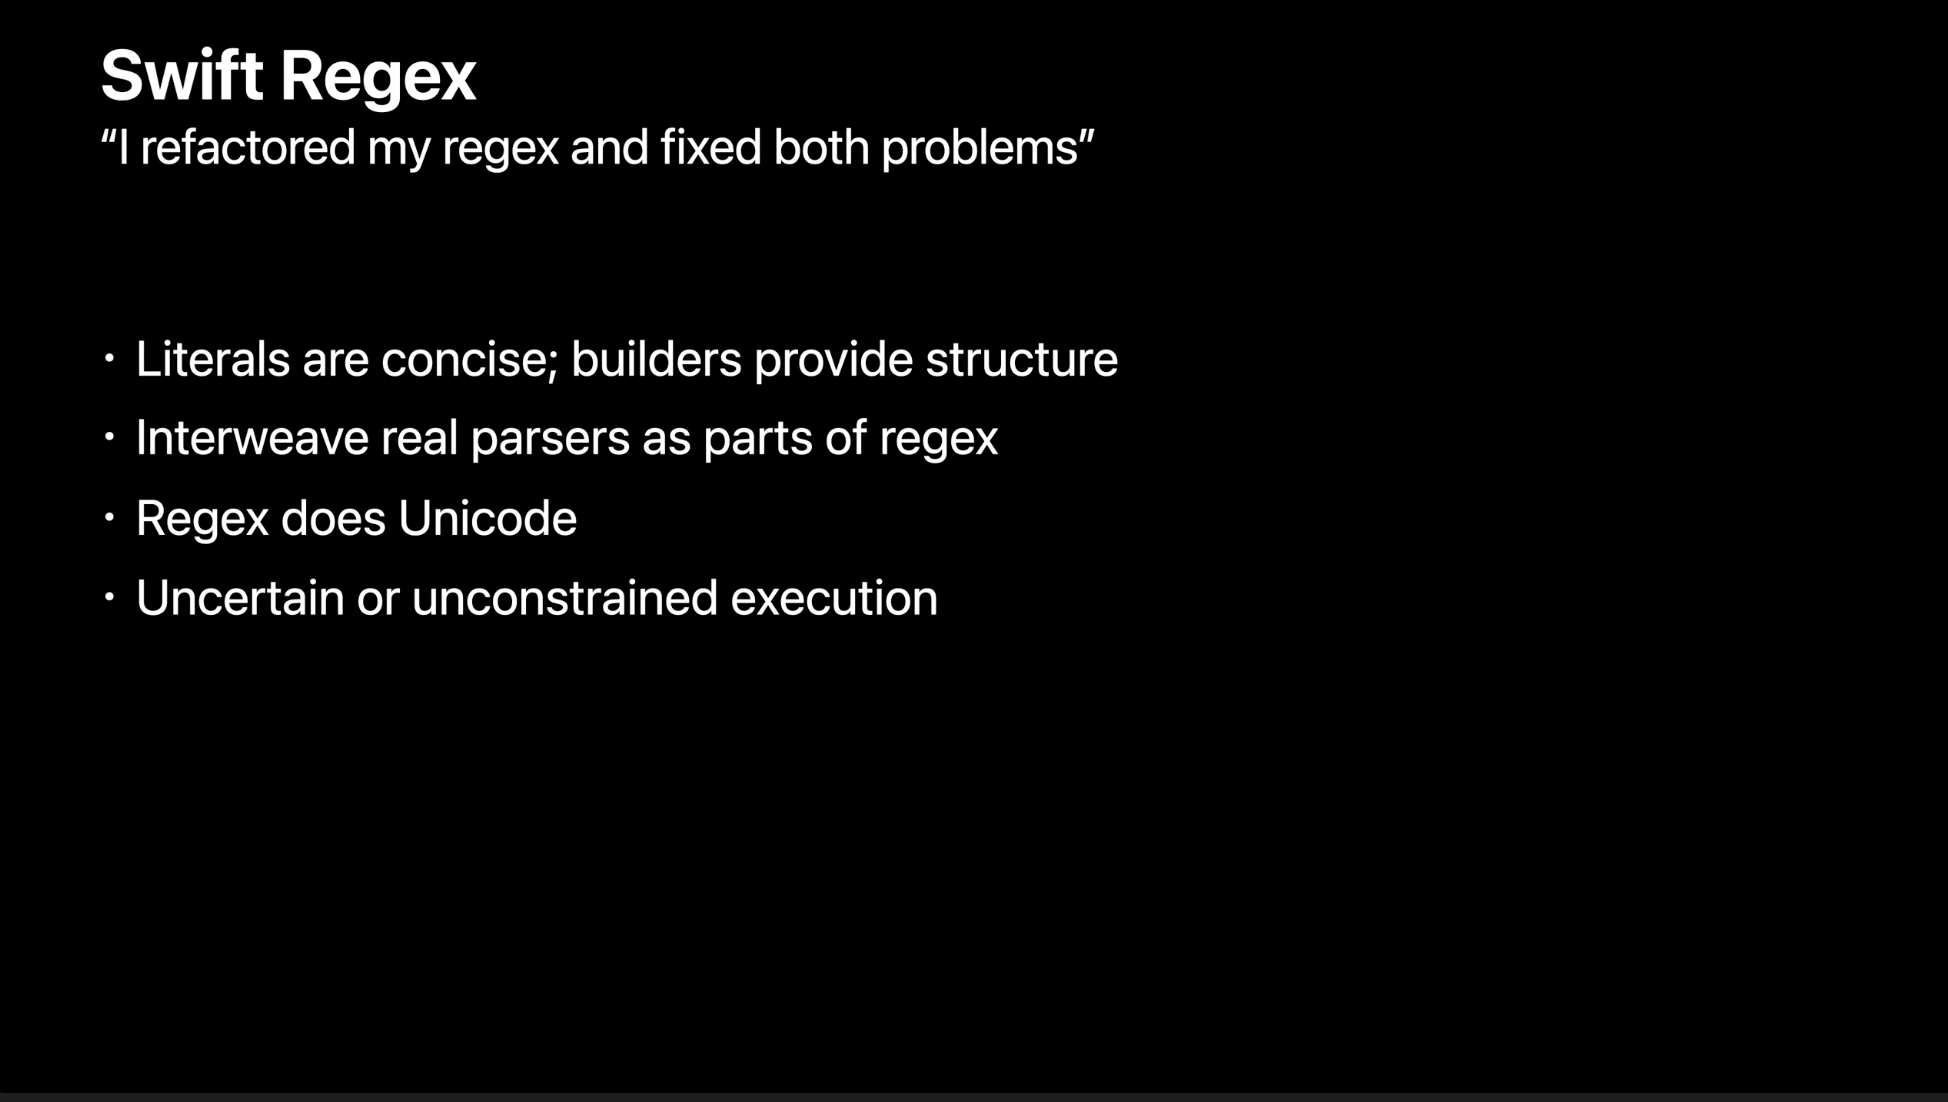 Swift Regex
“I refactored my regex and fixed both problems”
• Literals are concise; builders provide structure
• Interweave real parsers as parts of regex
• Regex does Unicode
• Uncertain or unconstrained execution